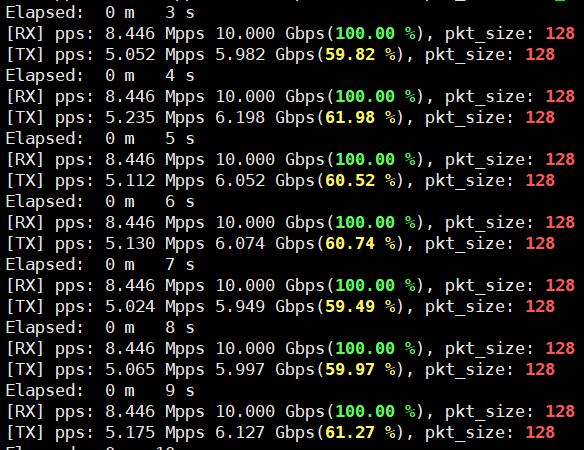 Elapsed:  0 m   3 s
[RX] pps: 8.446 Mpps 10.000 Gbps(100.00 %), pkt_size: 128
[TX] pps: 5.052 Mpps 5.982 Gbps(59.82 %), pkt_size: 128
Elapsed:  0 m   4 s
[RX] pps: 8.446 Mpps 10.000 Gbps(100.00 %), pkt_size: 128
[TX] pps: 5.235 Mpps 6.198 Gbps(61.98 %), pkt_size: 128
Elapsed:  0 m   5 s
[RX] pps: 8.446 Mpps 10.000 Gbps(100.00 %), pkt_size: 128
[TX] pps: 5.112 Mpps 6.052 Gbps(60.52 %), pkt_size: 128
Elapsed:  0 m   6 s
[RX] pps: 8.446 Mpps 10.000 Gbps(100.00 %), pkt_size: 128
[TX] pps: 5.130 Mpps 6.074 Gbps(60.74 %), pkt_size: 128
Elapsed:  0 m   7 s
[RX] pps: 8.446 Mpps 10.000 Gbps(100.00 %), pkt_size: 128
[TX] pps: 5.024 Mpps 5.949 Gbps(59.49 %), pkt_size: 128
Elapsed:  0 m   8 s
[RX] pps: 8.446 Mpps 10.000 Gbps(100.00 %), pkt_size: 128
[TX] pps: 5.065 Mpps 5.997 Gbps(59.97 %), pkt_size: 128
Elapsed:  0 m   9 s
[RX] pps: 8.446 Mpps 10.000 Gbps(100.00 %), pkt_size: 128
[TX] pps: 5.175 Mpps 6.127 Gbps(61.27 %), pkt_size: 128